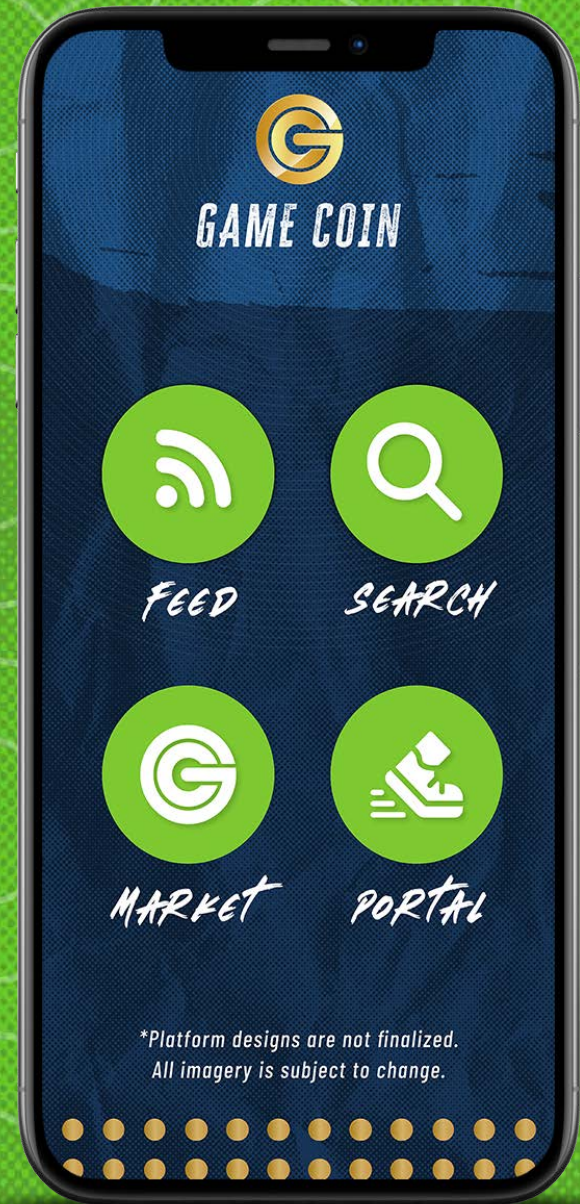 GAME COIN
FEED
SEARCH
MARKET
PORTAL
*Platform designs are not finalized.
All imagery is subject to change.